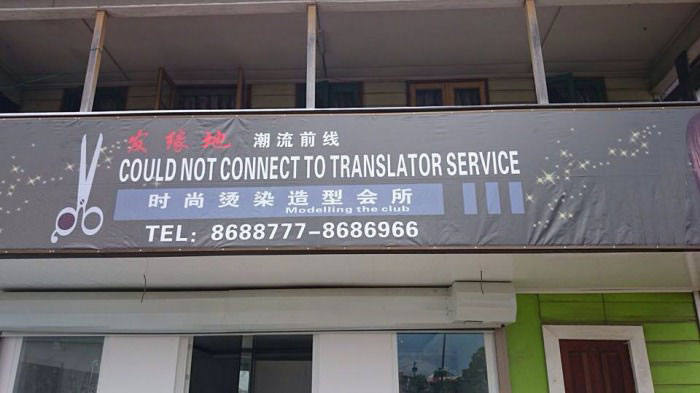 发缘地 潮流前线
COULD NOT CONNECT TO TRANSLATOR SERVICE
时尚烫染造型会所
Modelling the club
TEL: 8688777-8686966